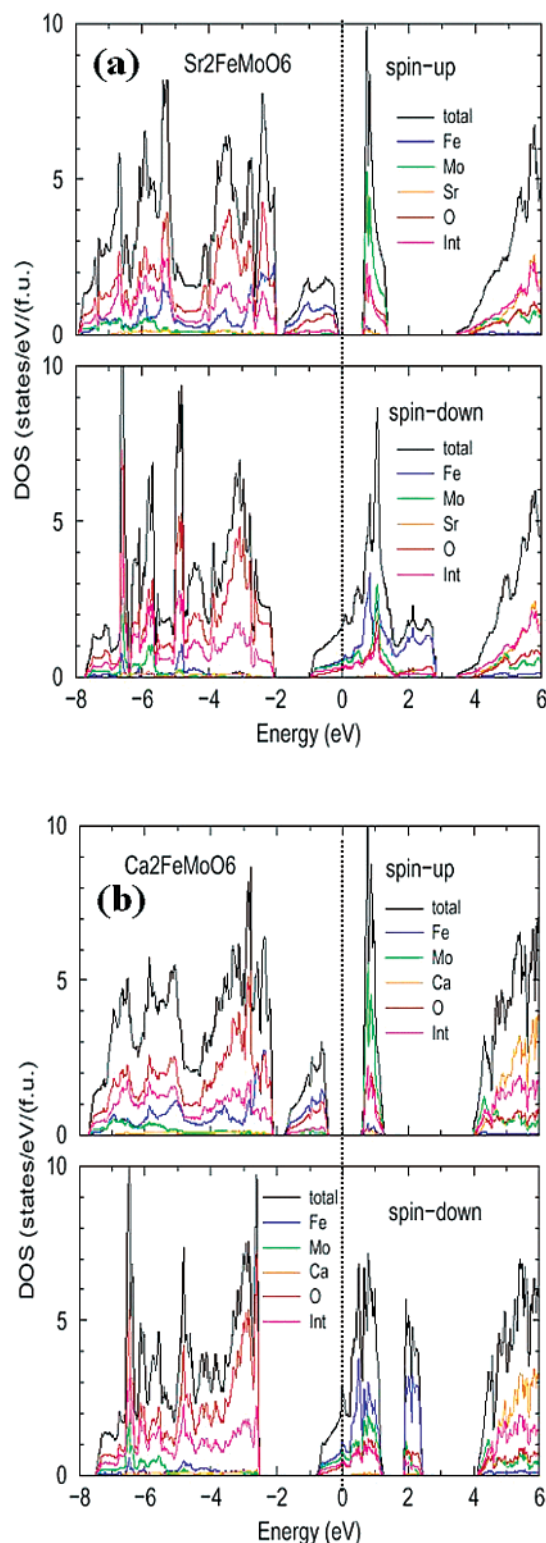 (a)
Sr2FeMoO6
spin−up
total
Fe
Mo
Sr
O
Int
10
5
0
DOS (states/eV/(f.u.)
spin−down
total
Fe
Mo
Sr
O
Int
10
5
0
−8 −6 −4 −2 0 2 4 6
Energy (eV)
Ca2FeMoO6
(b)
spin−up
total
Fe
Mo
Ca
O
Int
10
5
0
DOS (states/eV/(f.u.)
total
Fe
Mo
Ca
O
Int
spin−down
10
5
0
−8 −6 −4 −2 0 2 4 6
Energy (eV)